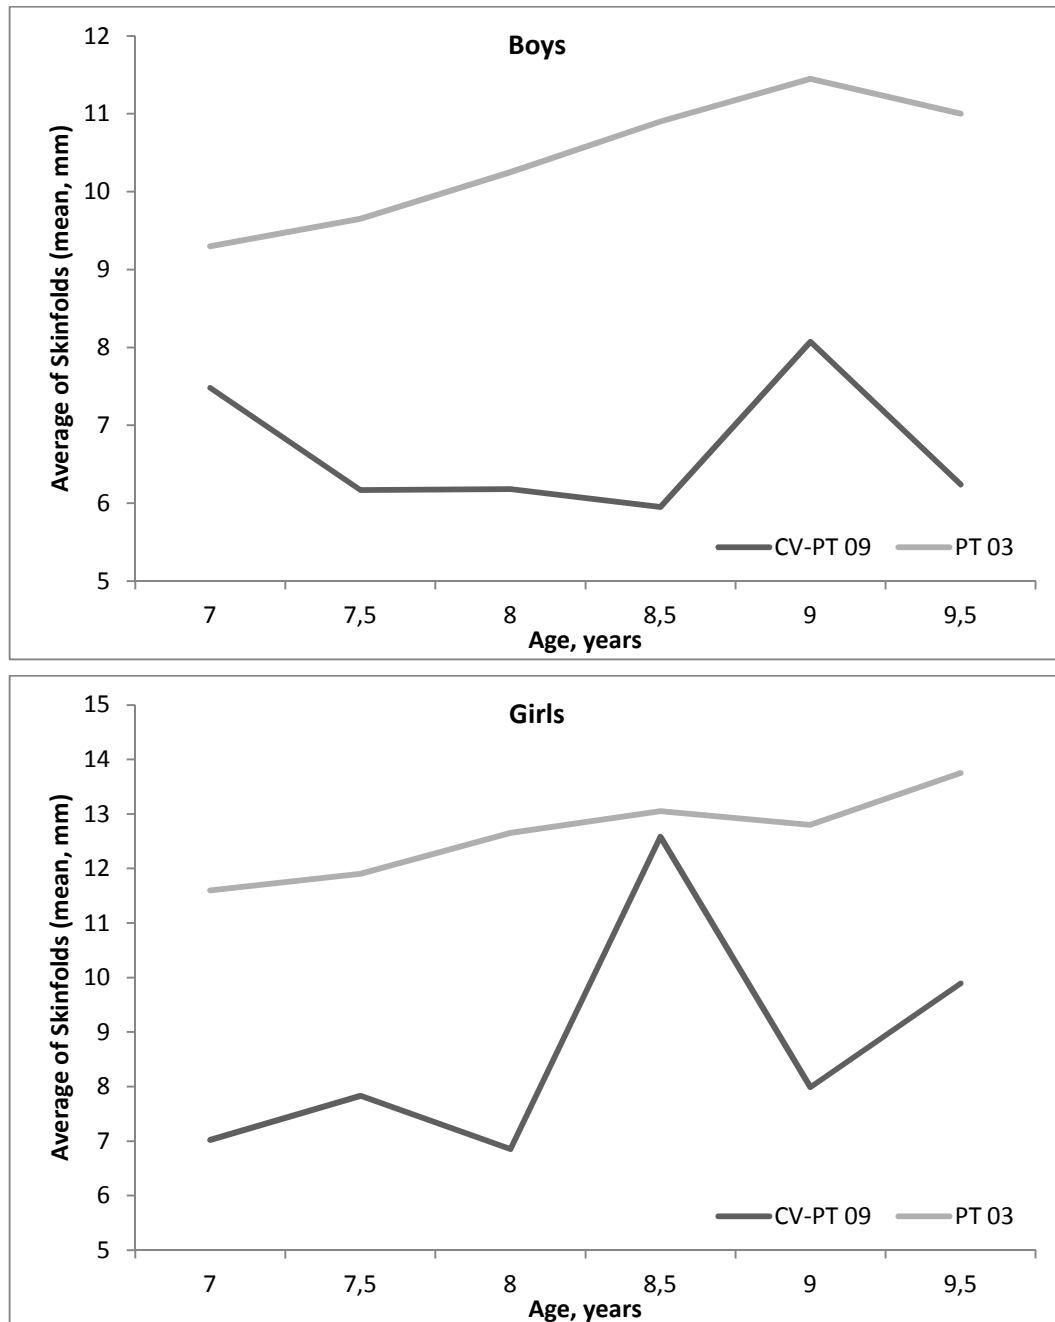 Boys
Average of Skinfolds (mean, mm)
12
11
10
9
8
7
6
5
CV-PT 09 PT 03
7 7,5 8 8,5 9 9,5
Age, years
Girls
Average of Skinfolds (mean, mm)
15
14
13
12
11
10
9
8
7
6
5
CV-PT 09 PT 03
7 7,5 8 8,5 9 9,5
Age, years